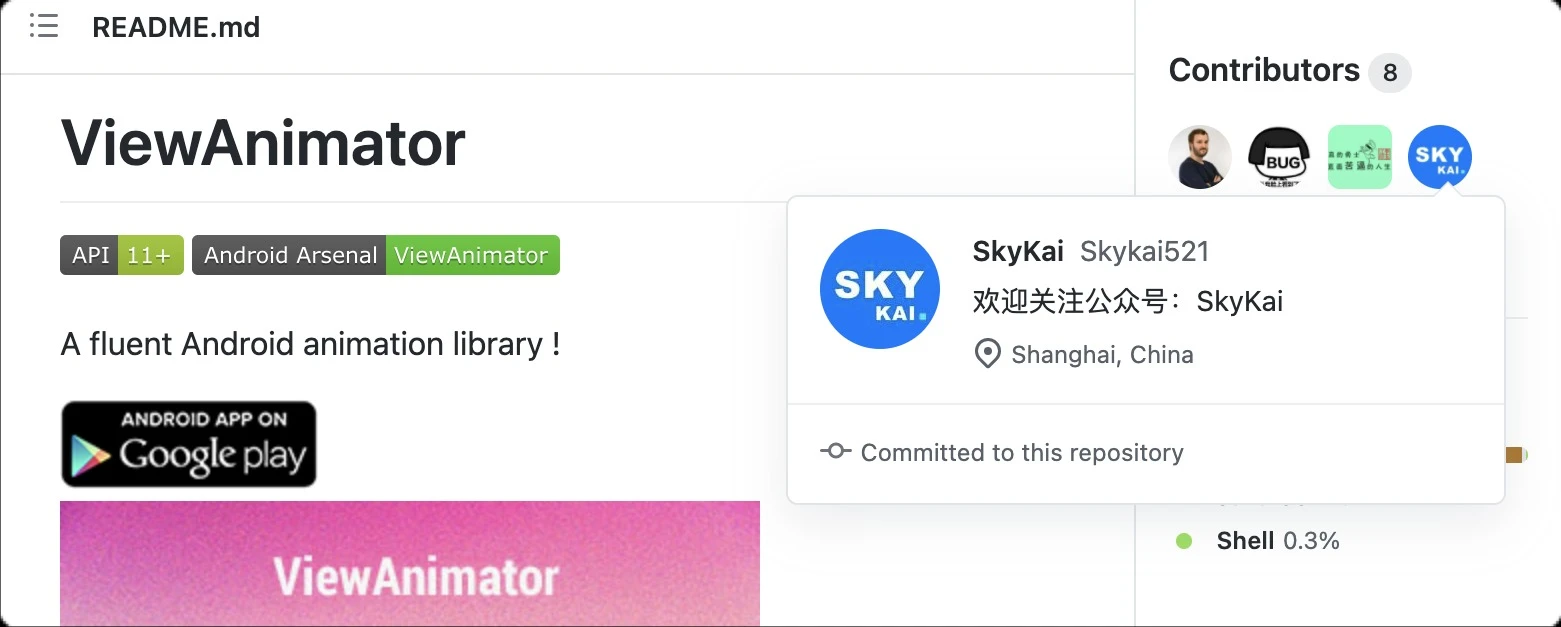 README.md
ViewAnimator
API 11+
Android Arsenal ViewAnimator
A fluent Android animation library !
ANDROID APP ON
Google play
ViewAnimator
Contributors 8
BUG
SKY
KAI.
SKY
KAI.
SkyKai Skykai521
欢迎关注公众号：SkyKai
Shanghai, China
Committed to this repository
Shell 0.3%